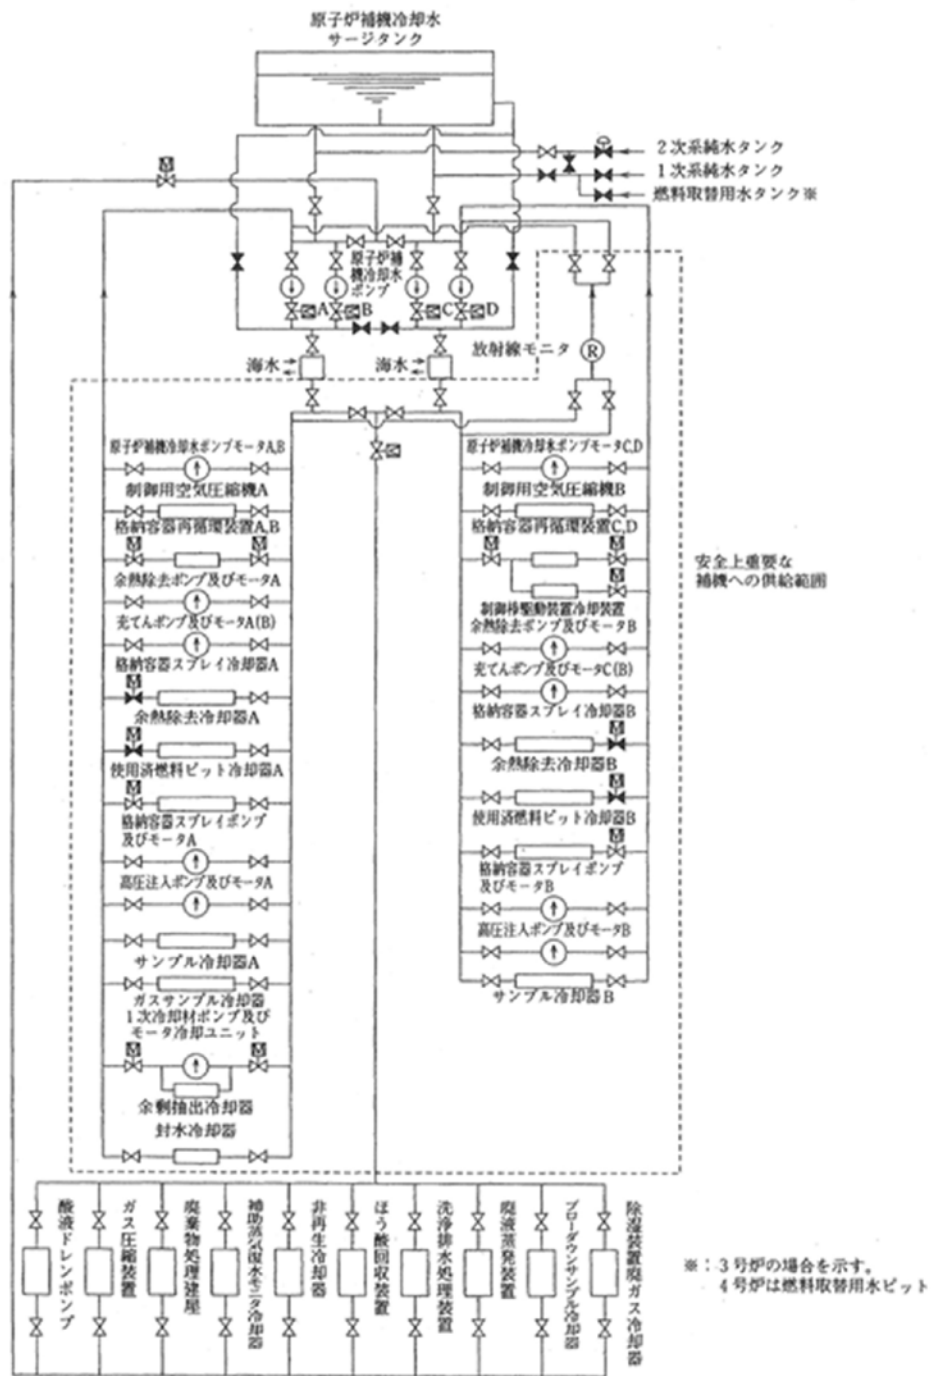 原子炉補機冷却水
サージタンク
2次系純水タンク
1次系純水タンク
燃料取替用水タンク※
原子炉補
機冷却水
ポンプ
A
B
C
D
放射線モニタ
R
海水
海水
原子炉補機冷却水ポンプモータA,B
制御用空気圧縮機A
格納容器再循環装置A,B
余熱除去ポンプ及びモータA
充てんポンプ及びモータA(B)
格納容器スプレイ冷却器A
余熱除去冷却器A
使用済燃料ピット冷却器A
格納容器スプレイポンプ
及びモータA
高圧注入ポンプ及びモータA
サンプル冷却器A
ガスサンプル冷却器
1次冷却材ポンプ及び
モータ冷却ユニット
余剰抽出冷却器
封水冷却器
原子炉補機冷却水ポンプモータC,D
制御用空気圧縮機B
格納容器再循環装置C,D
制御棒駆動装置冷却装置
余熱除去ポンプ及びモータB
充てんポンプ及びモータC(B)
格納容器スプレイ冷却器B
余熱除去冷却器B
使用済燃料ピット冷却器B
格納容器スプレイポンプ
及びモータB
高圧注入ポンプ及びモータB
サンプル冷却器B
安全上重要な
補機への供給範囲
酸液ドレンポンプ
ガス圧縮装置
廃棄物処理建屋
補助蒸気復水モニタ冷却器
非再生冷却器
ほう酸回収装置
洗浄排水処理装置
廃液蒸発装置
ブローダウンサンプル冷却器
除湿装置廃ガス冷却器
※：3号炉の場合を示す。
4号炉は燃料取替用水ピット